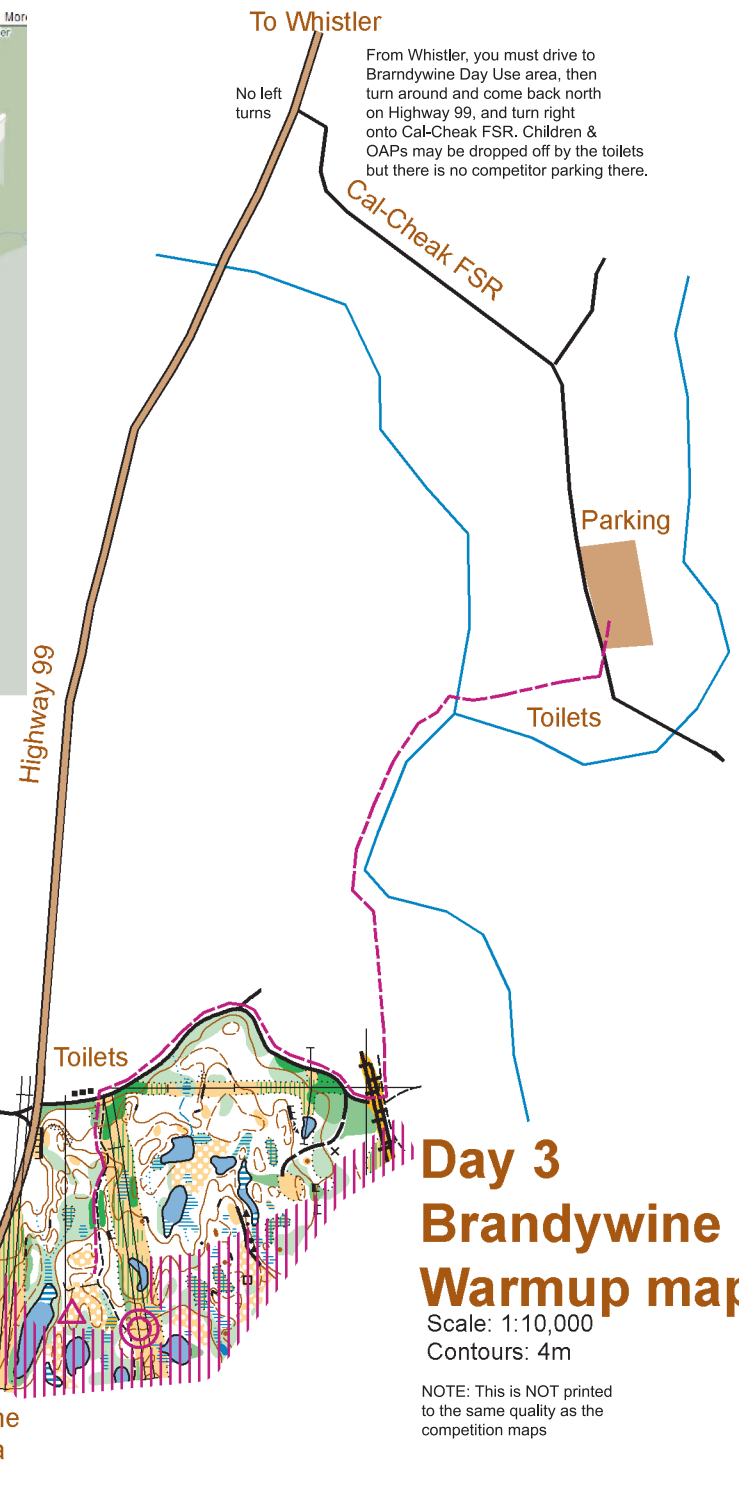 More
er
To Whistler
From Whistler, you must drive to
Brarndywine Day Use area, then
turn around and come back north
on Highway 99, and turn right
onto Cal-Cheak FSR. Children &
OAPs may be dropped off by the toilets
but there is no competitor parking there.
No left
turns
Cal-Cheak FSR
Parking
Highway 99
Toilets
Toilets
Day 3
Brandywine
Warmup map
Scale: 1:10,000
Contours: 4m
NOTE: This is NOT printed
to the same quality as the
competition maps
ne
a